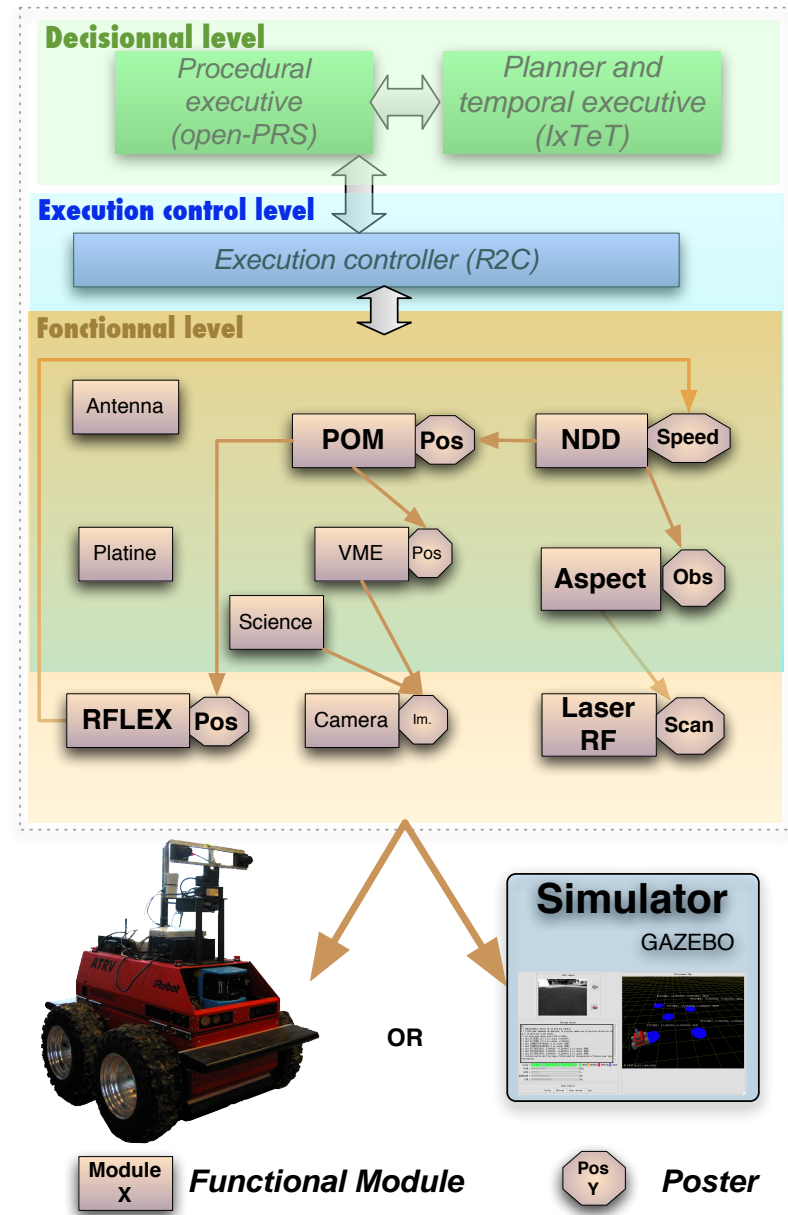 Decisionnal level
Procedural
executive
(open-PRS)
Planner and
temporal executive
(IxTeT)
Execution control level
Execution controller (R2C)
Fonctionnal level
Antenna
POM
Pos
NDD
Speed
Platine
VME
Pos
Aspect
Obs
Science
RFLEX
Pos
Camera
Im.
Laser
RF
Scan
ATRV
iRobot
OR
Simulator
GAZEBO
Module
X
Functional Module
Pos
Y
Poster